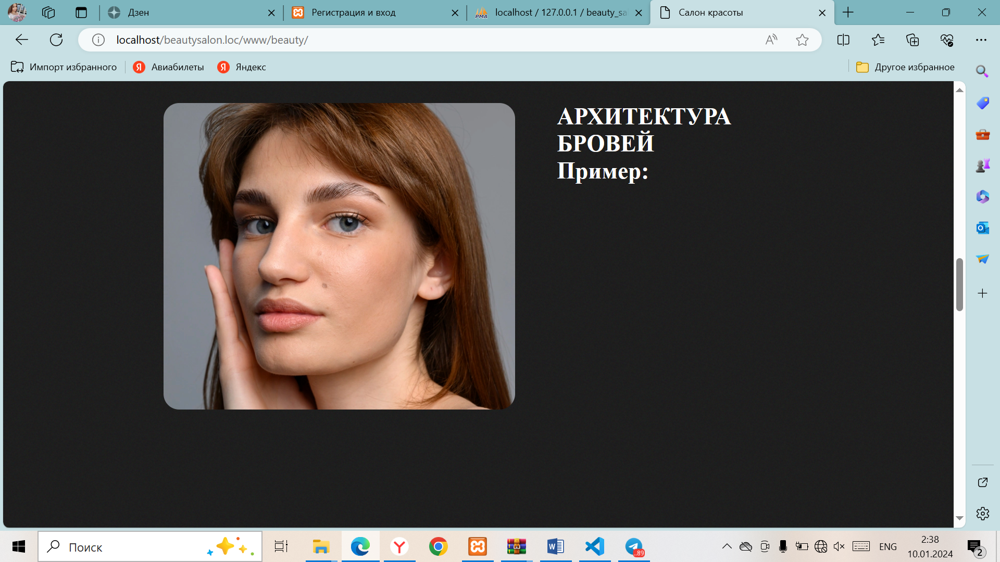 Дзен
Регистрация и вход
localhost / 127.0.0.1 / beauty_sa
Салон красоты
localhost/beautysalon.loc/www/beauty/
Импорт избранного
Авиабилеты
Яндекс
Другое избранное
АРХИТЕКТУРА
БРОВЕЙ
Пример:
Поиск
..89
ENG
2:38
10.01.2024
2